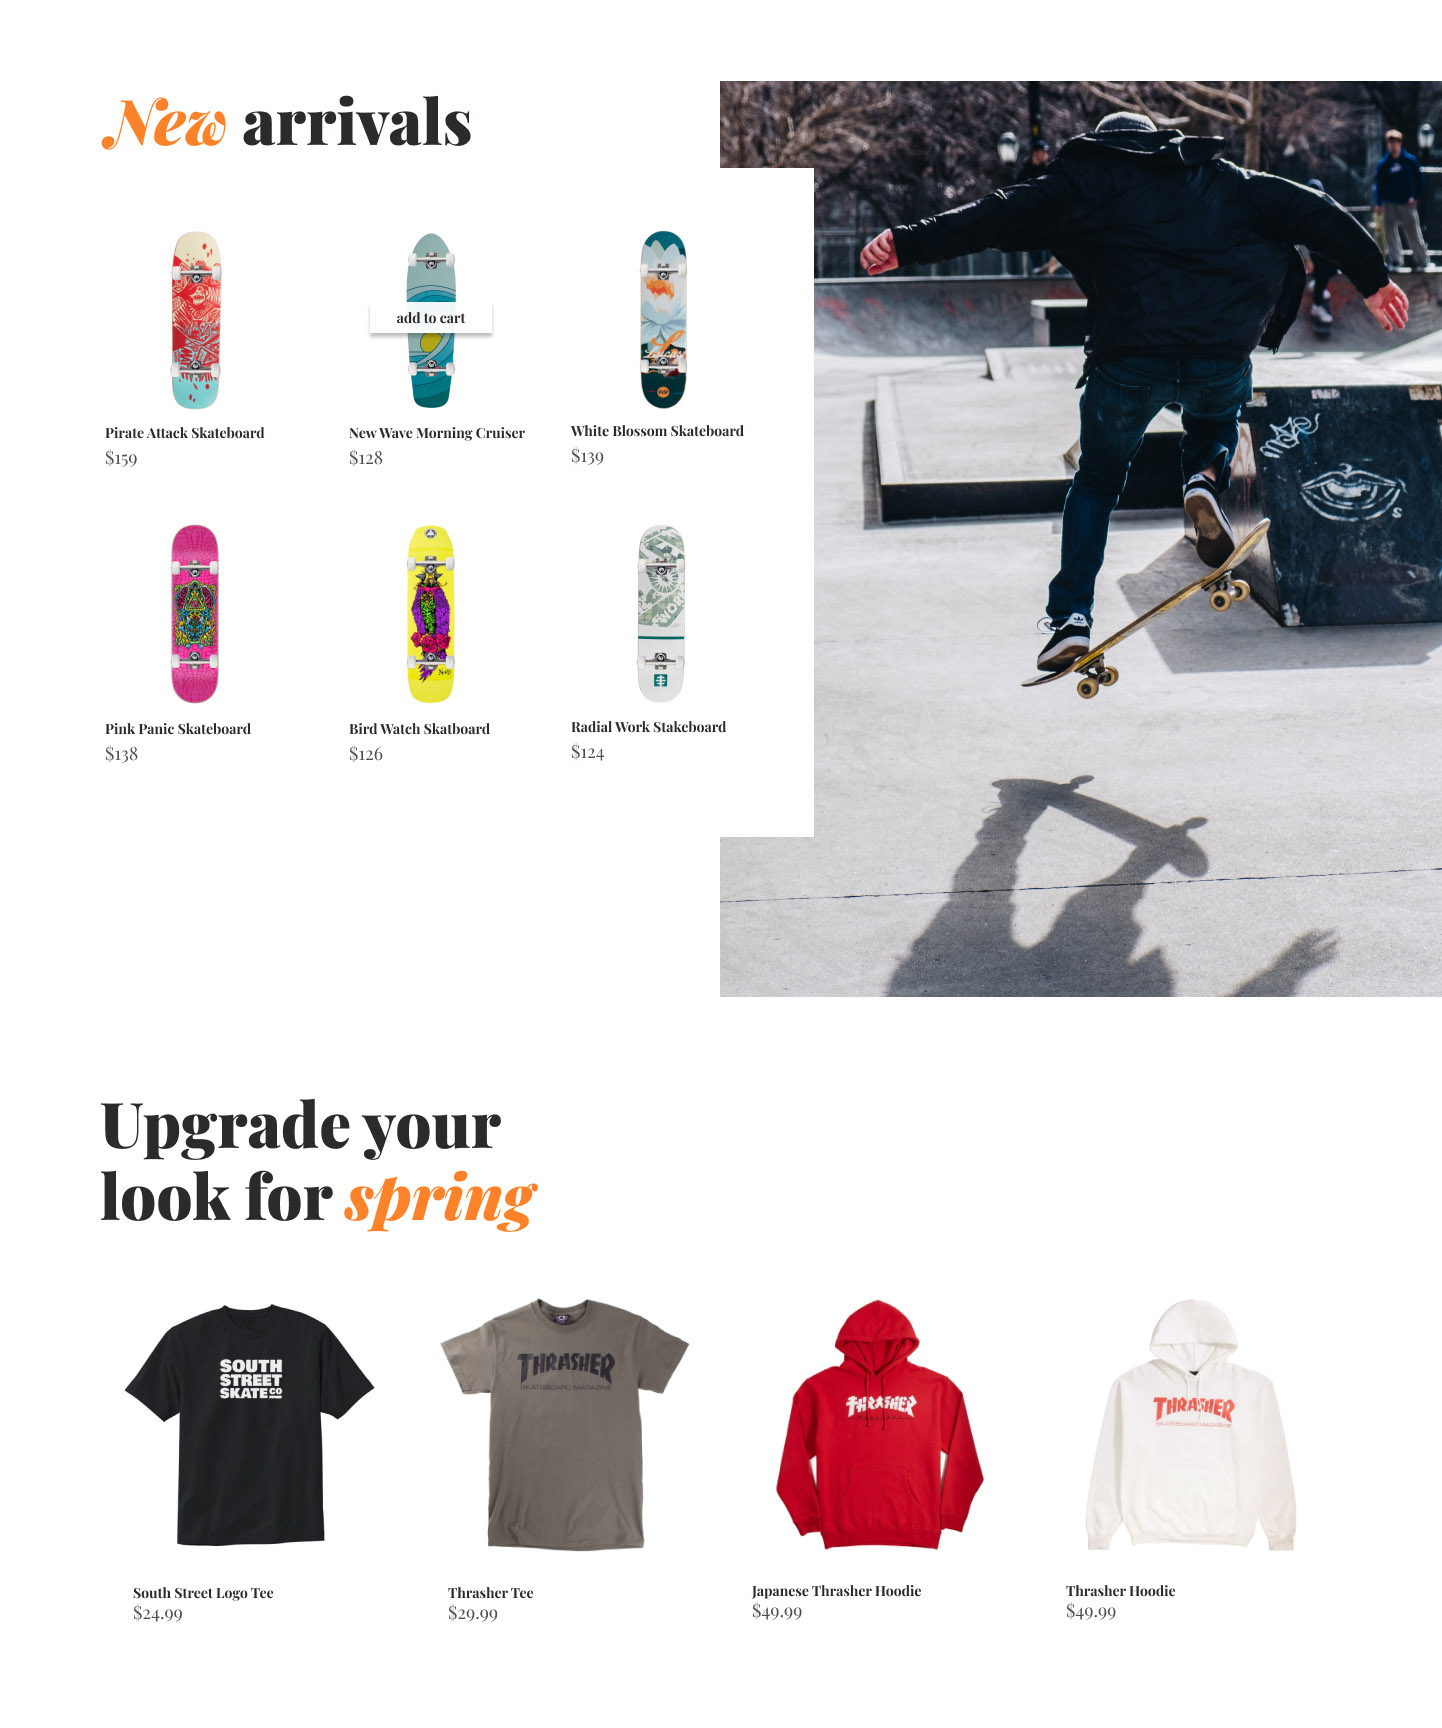 New arrivals
add to cart
Lucas
Pirate Attack Skateboard
$159
New Wave Morning Cruiser
$128
White Blossom Skateboard
$139
Pink Panic Skateboard
$138
Bird Watch Skatboard
$126
Radial Work Stakeboard
$124
Upgrade your
look for spring
SOUTH
STREET
SKATE CO
THRASHER
SKATEBOARD MAGAZINE
THRASHER
THRASHER
SKATEBOARD MAGAZINE
South Street Logo Tee
$24.99
Thrasher Tee
$29.99
Japanese Thrasher Hoodie
$49.99
Thrasher Hoodie
$49.99